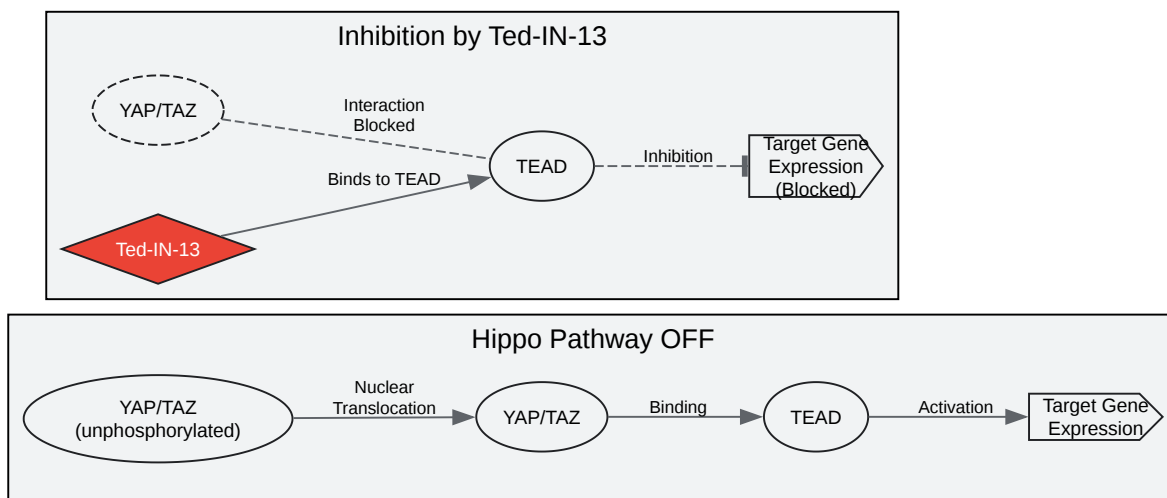 Inhibition by Ted-IN-13
YAP/TAZ
Interaction
Blocked
TEAD
Inhibition
Target Gene
Expression
(Blocked)
Binds to TEAD
Ted-IN-13
Hippo Pathway OFF
YAP/TAZ
(unphosphorylated)
Nuclear
Translocation
YAP/TAZ
Binding
TEAD
Activation
Target Gene
Expression